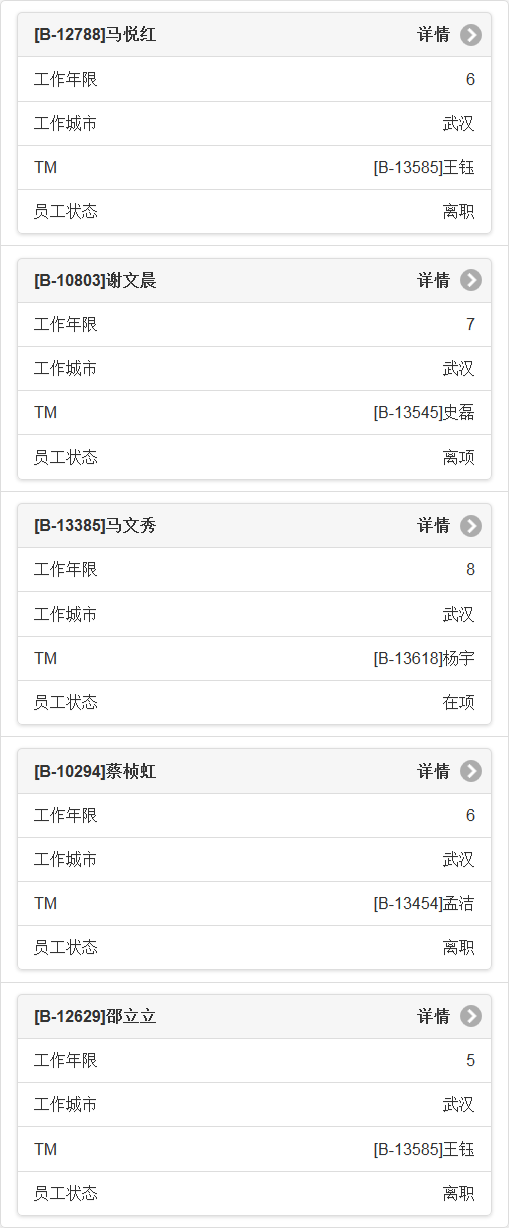 [B-12788]马悦红 详情
工作年限 6
工作城市 武汉
TM [B-13585]王钰
员工状态 离职
[B-10803]谢文晨 详情
工作年限 7
工作城市 武汉
TM [B-13545]史磊
员工状态 离项
[B-13385]马文秀 详情
工作年限 8
工作城市 武汉
TM [B-13618]杨宇
员工状态 在项
[B-10294]蔡桢虹 详情
工作年限 6
工作城市 武汉
TM [B-13454]孟洁
员工状态 离职
[B-12629]邵立立 详情
工作年限 5
工作城市 武汉
TM [B-13585]王钰
员工状态 离职